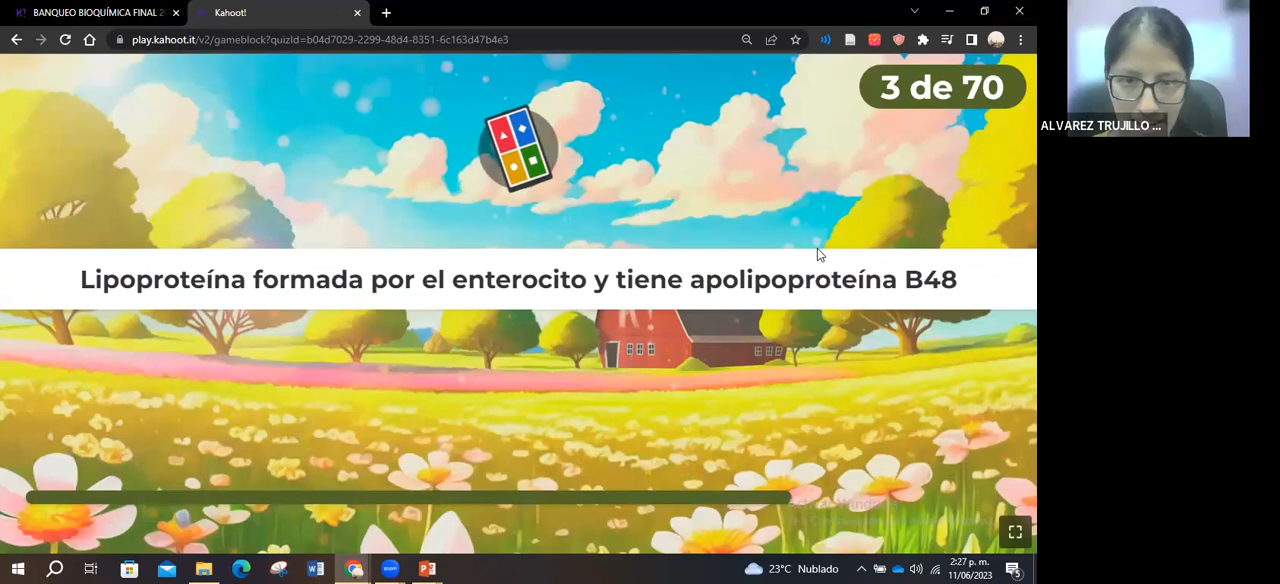 BANQUEO BIOQUÍMICA FINAL 2
Kahoot!
play.kahoot.it/v2/gameblock?quizId=b04d7029-2299-48d4-8351-6c163d47b4e3
3 de 70
ALVAREZ TRUJILLO ...
Lipoproteína formada por el enterocito y tiene apolipoproteína B48
K!
23°C Nublado
2:27 p. m.
11/06/2023
5